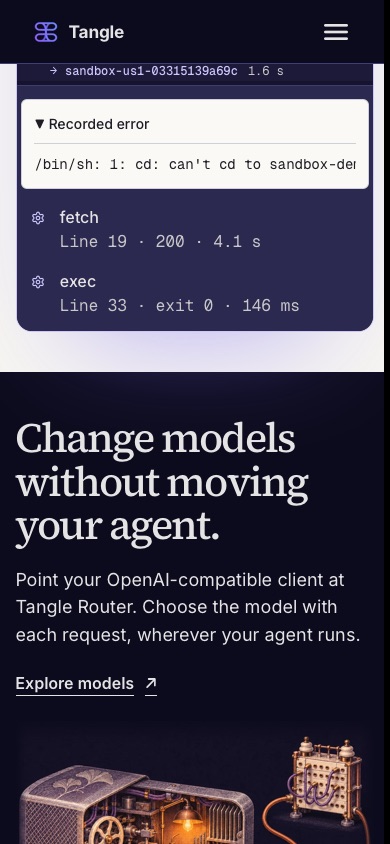 Tangle
→ sandbox-us1-03315139a69c 1.6 s
▼ Recorded error
/bin/sh: 1: cd: can't cd to sandbox-der
fetch
Line 19 · 200 · 4.1 s
exec
Line 33 · exit 0 · 146 ms
Change models
without moving
your agent.
Point your OpenAI-compatible client at
Tangle Router. Choose the model with
each request, wherever your agent runs.
Explore models ↗